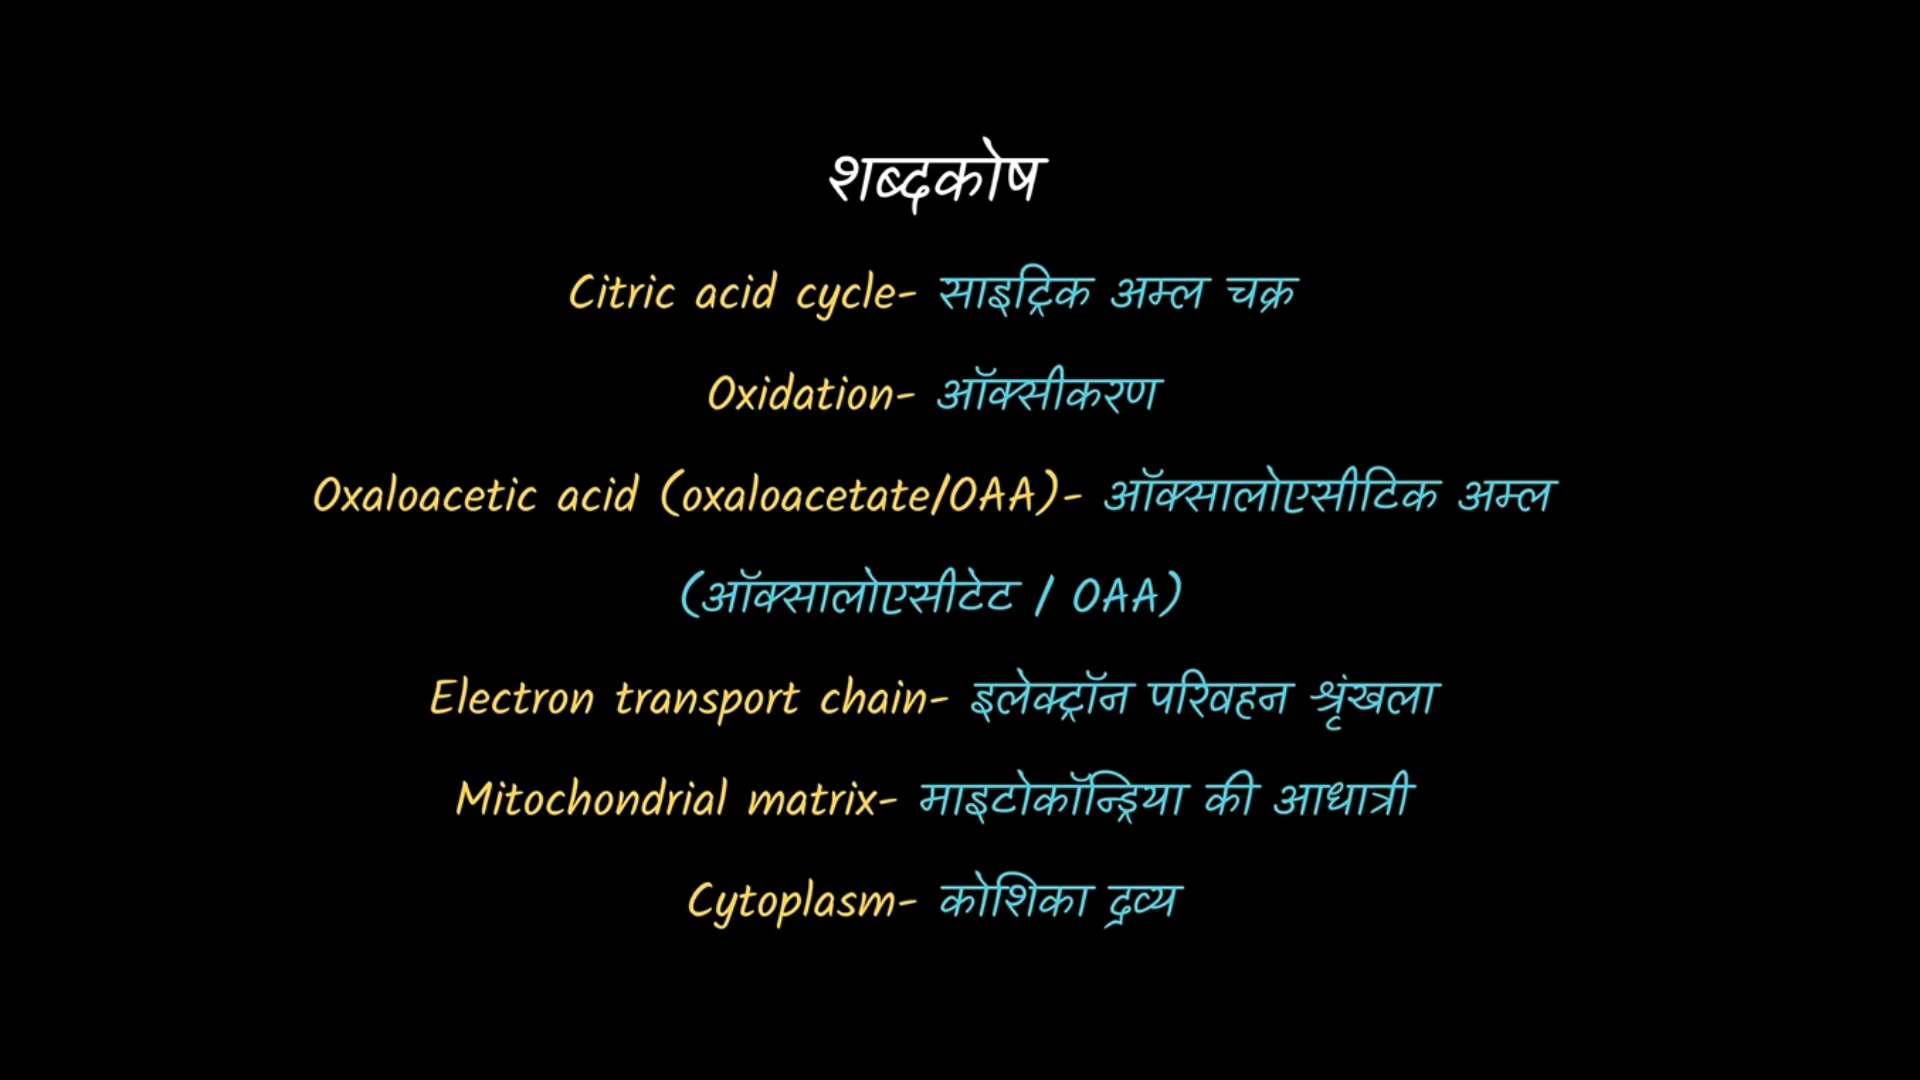 शब्दकोष
Citric acid cycle- साइट्रिक अम्ल चक्र
Oxidation- ऑक्सीकरण
Oxaloacetic acid (oxaloacetate/OAA)- ऑक्सालोएसीटिक अम्ल
(ऑक्सालोएसीटेट / OAA)
Electron transport chain- इलेक्ट्रॉन परिवहन श्रृंखला
Mitochondrial matrix- माइटोकॉन्ड्रिया की आधात्री
Cytoplasm- कोशिका द्रव्य